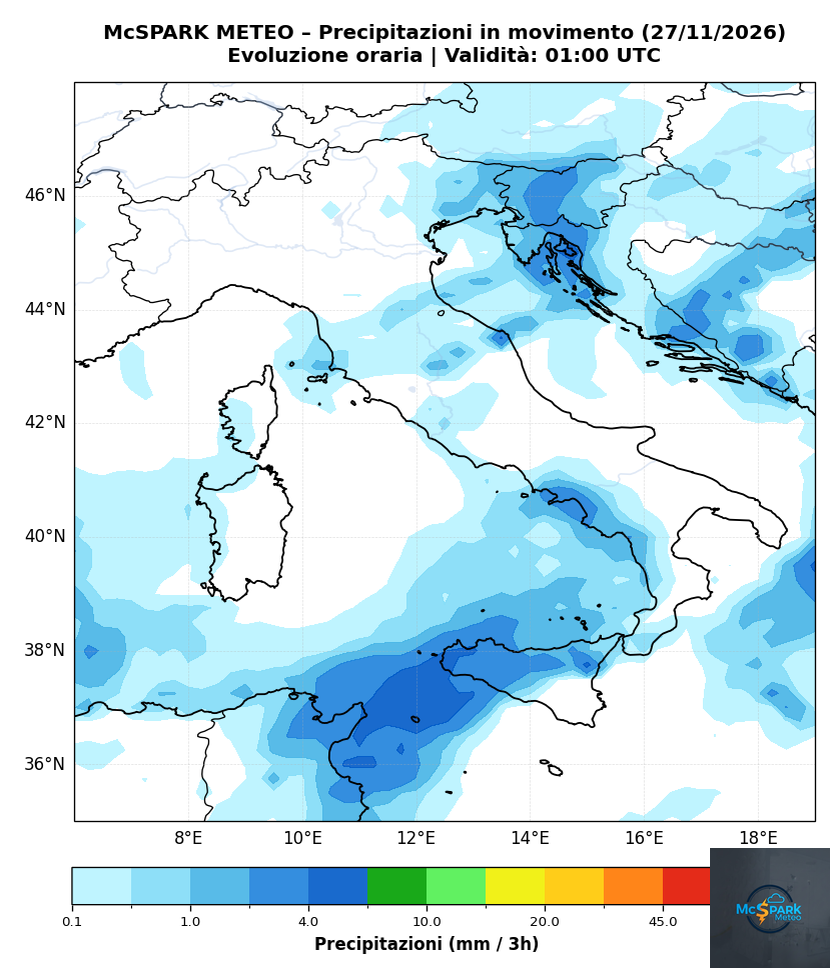 McSPARK METEO – Precipitazioni in movimento (27/11/2026)
Evoluzione oraria | Validità: 01:00 UTC
46°N
44°N
42°N
40°N
38°N
36°N
8°E 10°E 12°E 14°E 16°E 18°E
0.1 1.0 4.0 10.0 20.0 45.0
Precipitazioni (mm / 3h)
McSPARK
Meteo